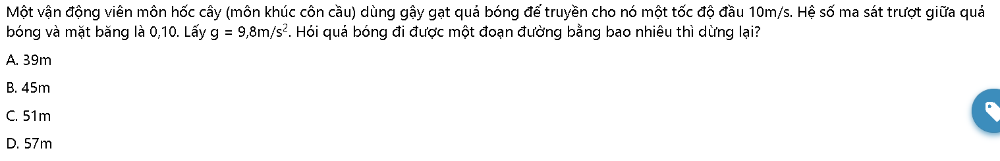 Một vận động viên môn hốc cây (môn khúc côn cầu) dùng gậy gạt quả bóng để truyền cho nó một tốc độ đầu 10m/s. Hệ số ma sát trượt giữa quả
bóng và mặt băng là 0,10. Lấy g = 9,8m/s². Hỏi quả bóng đi được một đoạn đường bằng bao nhiêu thì dừng lại?
A. 39m
B. 45m
C. 51m
D. 57m